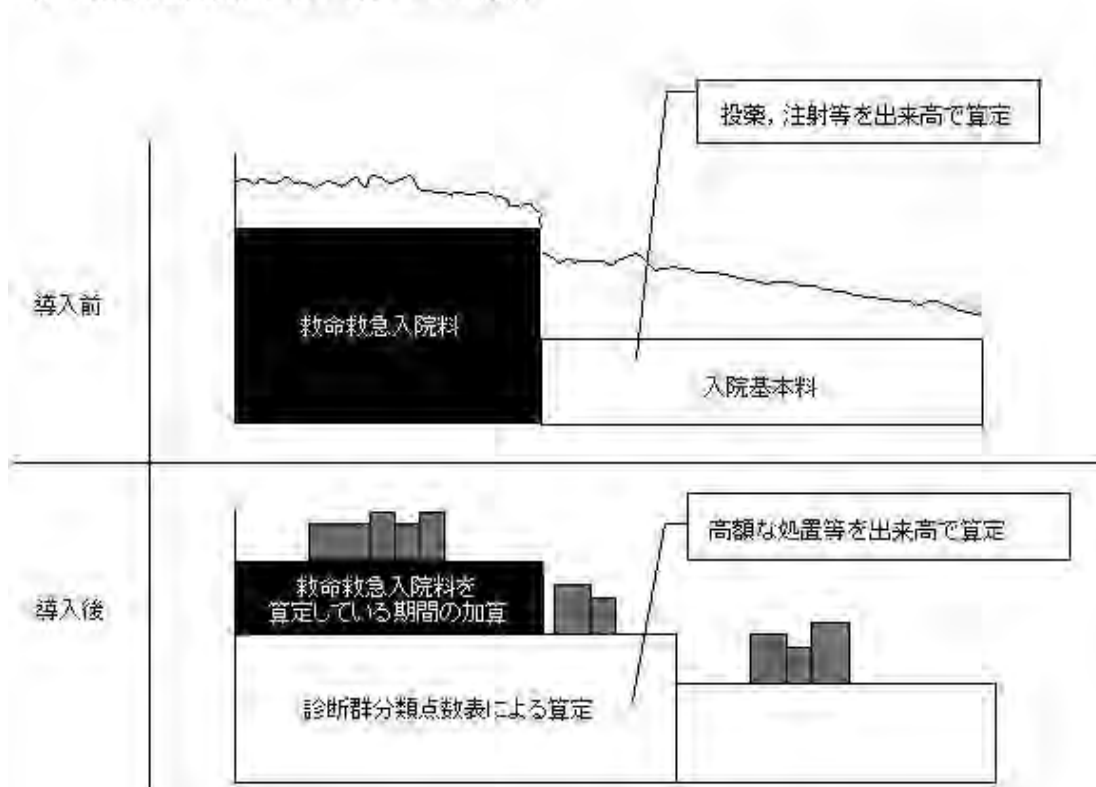 投薬，注射等を出来高で算定
導入前
救命救急入院料
入院基本料
高額な処置等を出来高で算定
導入後
救命救急入院料を
算定している期間の加算
診断群分類点数表による算定